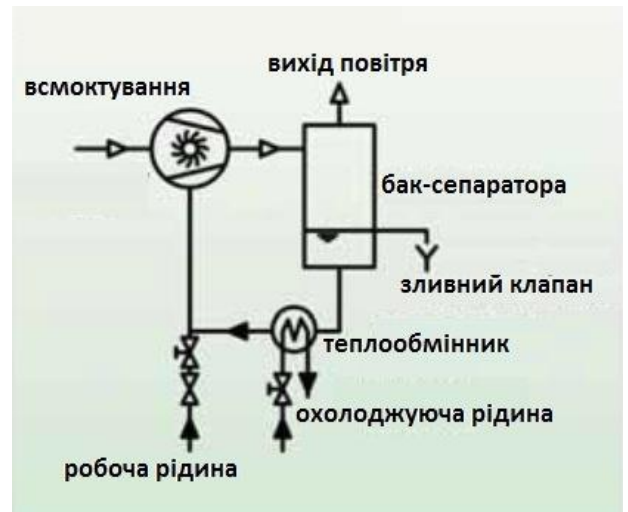 вихід повітря
всмоктування
бак-сепаратора
зливний клапан
теплообмінник
охолоджуюча рідина
робоча рідина